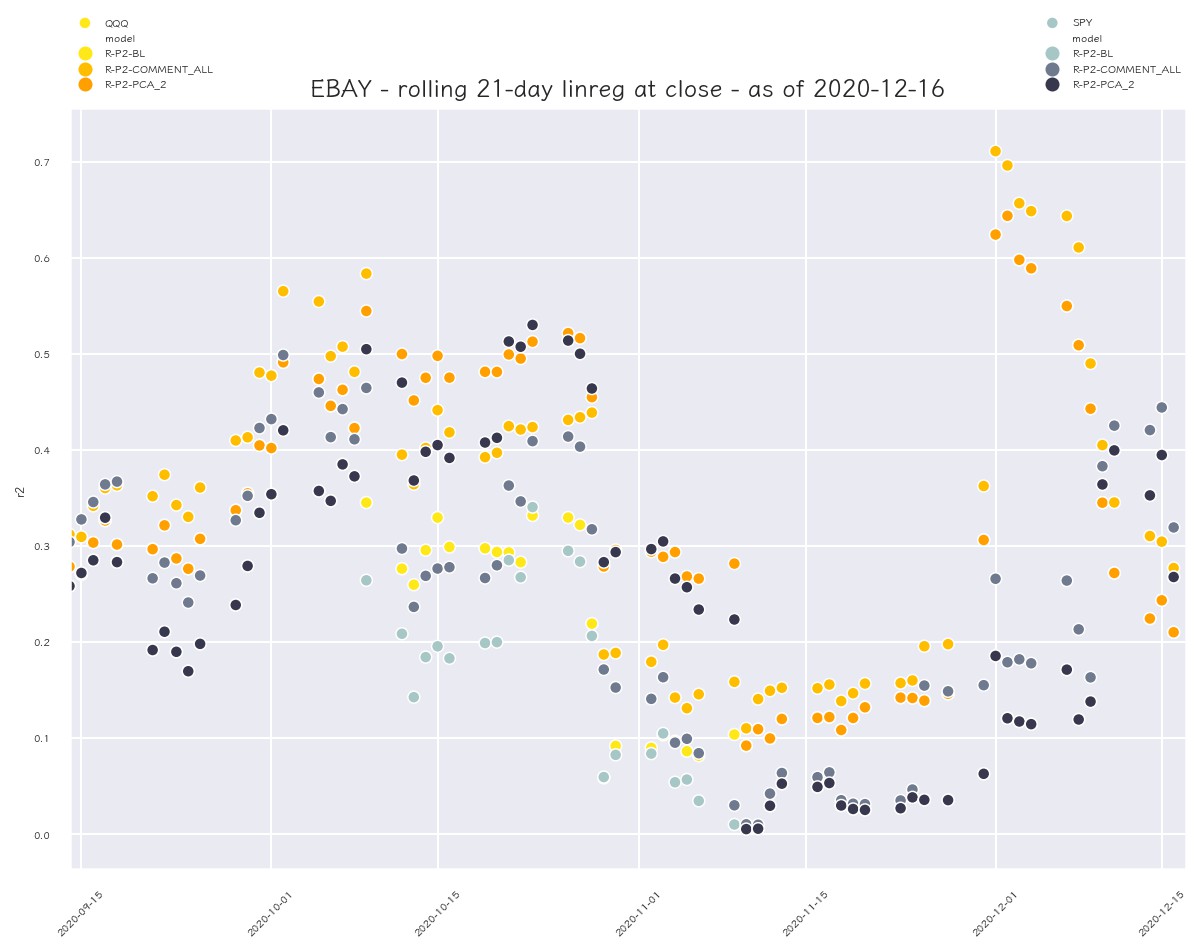 QQQ
model
R-P2-BL
R-P2-COMMENT_ALL
R-P2-PCA_2
SPY
model
R-P2-BL
R-P2-COMMENT_ALL
R-P2-PCA_2
EBAY - rolling 21-day linreg at close - as of 2020-12-16
0.7
0.6
0.5
0.4
0.3
0.2
0.1
0.0
r2
2020-09-15
2020-10-01
2020-10-15
2020-11-01
2020-11-15
2020-12-01
2020-12-15